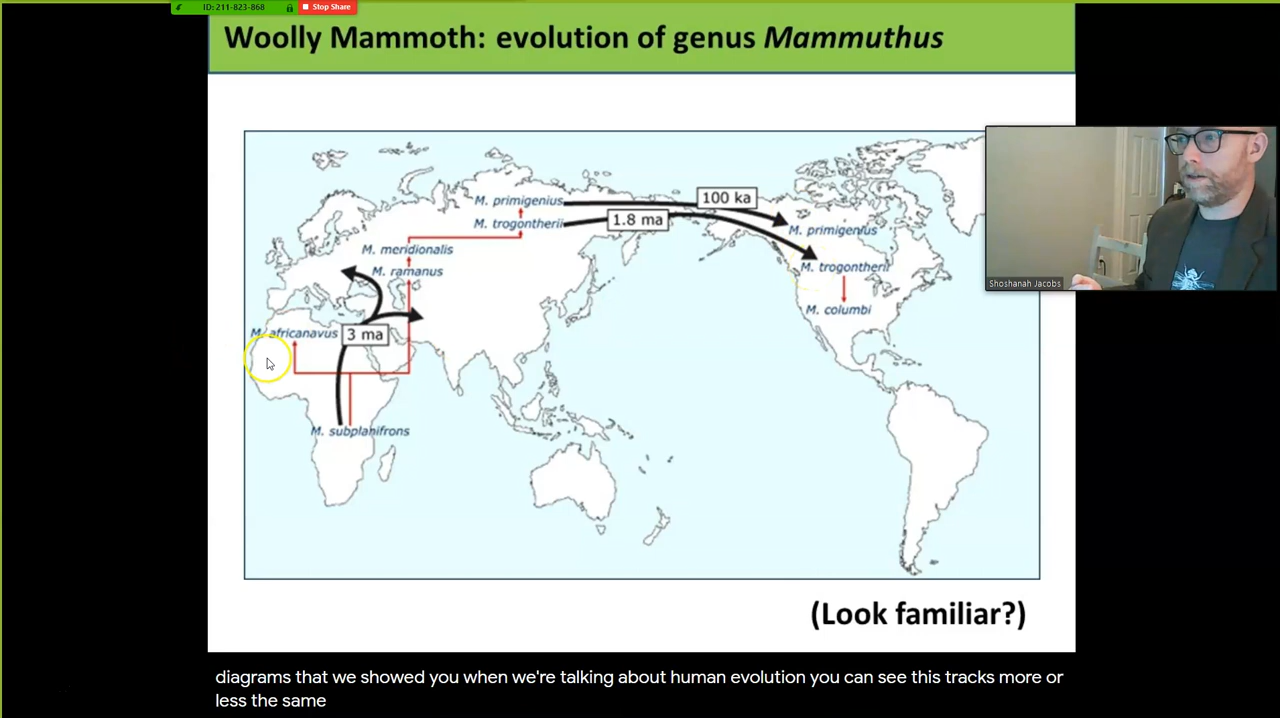 ID: 211-823-868 Stop Share
Woolly Mammoth: evolution of genus Mammuthus
M. primigenius
100 ka
M. trogontherii
1.8 ma
M. primigenius
M. meridionalis
M. ramanus
M. trogontherii
M. columbi
M. africanavus
3 ma
M. subplanifrons
Shoshanah Jacobs
(Look familiar?)
diagrams that we showed you when we're talking about human evolution you can see this tracks more or
less the same